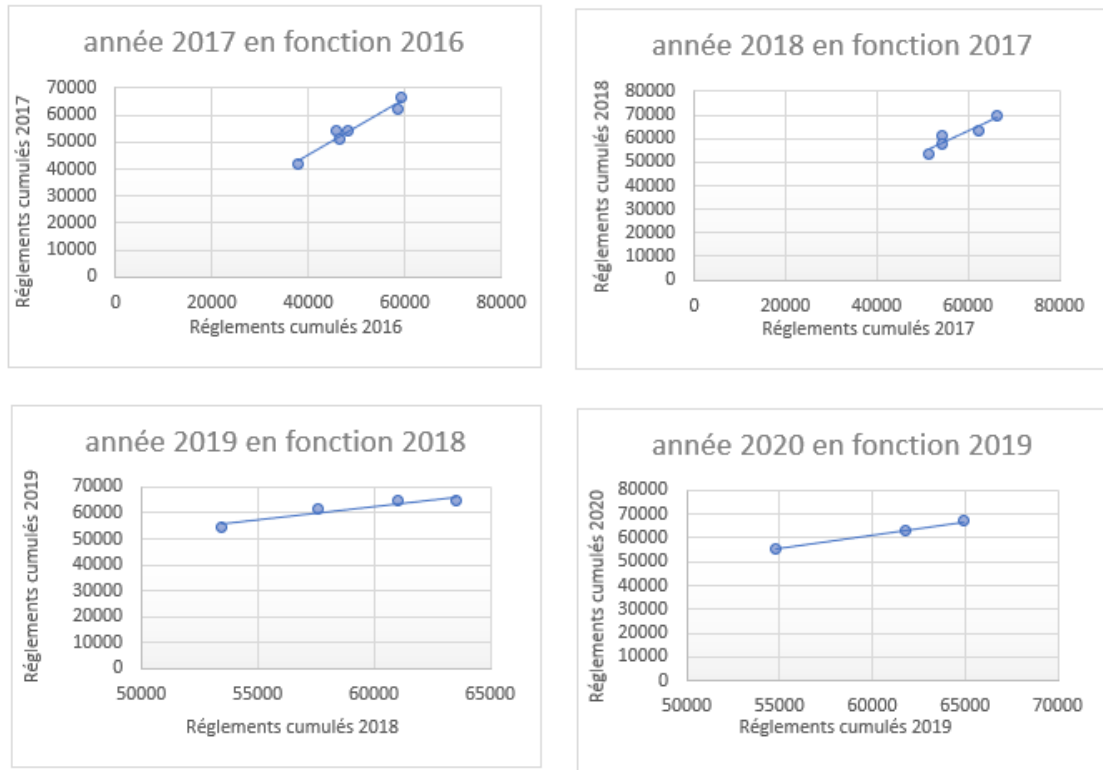 année 2017 en fonction 2016
Réglements cumulés 2017
70000
60000
50000
40000
30000
20000
10000
0
0 20000 40000 60000 80000
Réglements cumulés 2016
année 2018 en fonction 2017
Réglements cumulés 2018
80000
70000
60000
50000
40000
30000
20000
10000
0
0 20000 40000 60000 80000
Réglements cumulés 2017
année 2019 en fonction 2018
Réglements cumulés 2019
70000
60000
50000
40000
30000
20000
10000
0
50000 55000 60000 65000
Réglements cumulés 2018
année 2020 en fonction 2019
Réglements cumulés 2020
80000
70000
60000
50000
40000
30000
20000
10000
0
50000 55000 60000 65000 70000
Réglements cumulés 2019